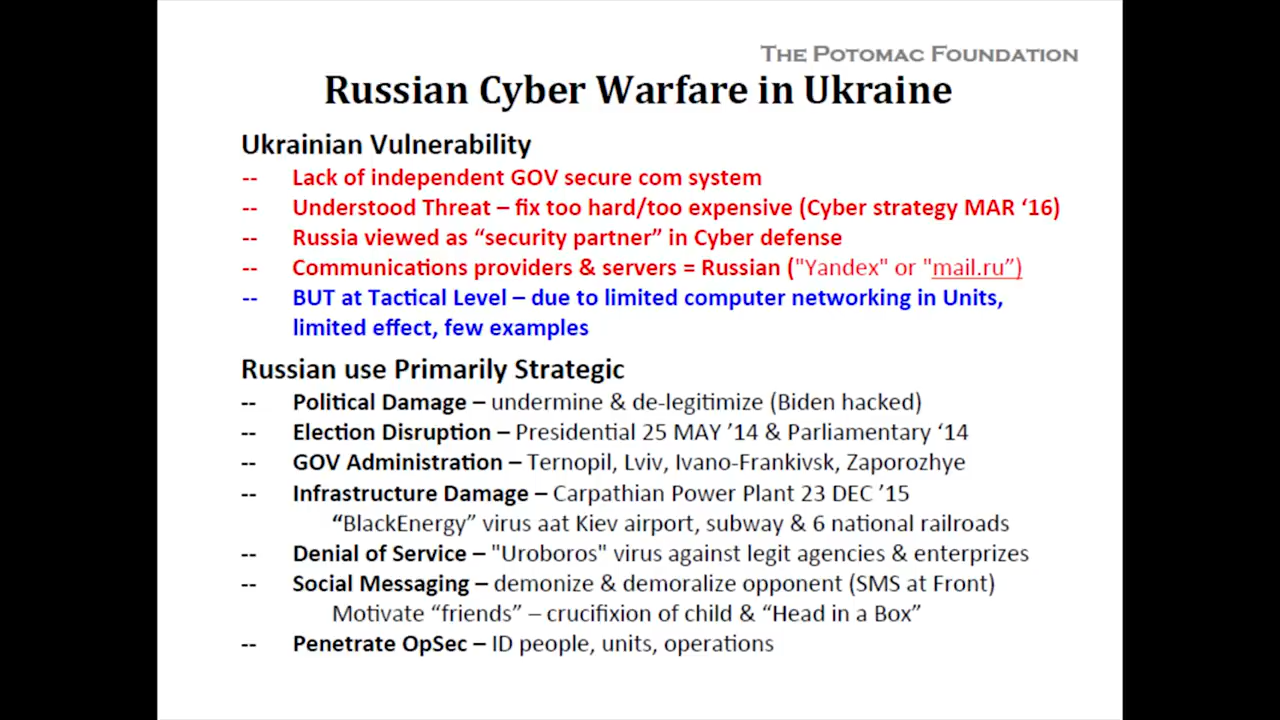 THE POTOMAC FOUNDATION
Russian Cyber Warfare in Ukraine
Ukrainian Vulnerability
-- Lack of independent GOV secure com system
-- Understood Threat – fix too hard/too expensive (Cyber strategy MAR ‘16)
-- Russia viewed as “security partner” in Cyber defense
-- Communications providers & servers = Russian ("Yandex" or "mail.ru”)
-- BUT at Tactical Level – due to limited computer networking in Units,
limited effect, few examples
Russian use Primarily Strategic
-- Political Damage – undermine & de-legitimize (Biden hacked)
-- Election Disruption – Presidential 25 MAY ’14 & Parliamentary ‘14
-- GOV Administration – Ternopil, Lviv, Ivano-Frankivsk, Zaporozhye
-- Infrastructure Damage – Carpathian Power Plant 23 DEC ’15
“BlackEnergy” virus aat Kiev airport, subway & 6 national railroads
-- Denial of Service – "Uroboros" virus against legit agencies & enterprizes
-- Social Messaging – demonize & demoralize opponent (SMS at Front)
Motivate “friends” – crucifixion of child & “Head in a Box”
-- Penetrate OpSec – ID people, units, operations